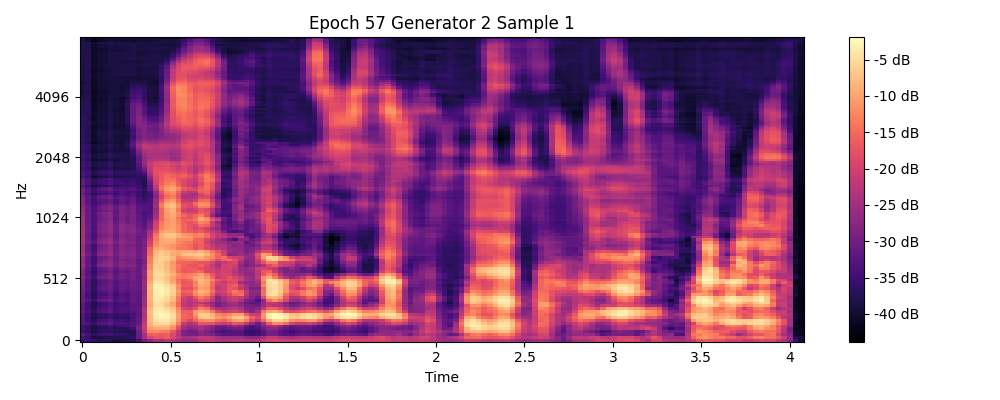 Epoch 57 Generator 2 Sample 1
Hz
4096
2048
1024
512
0
0
0.5
1
1.5
2
2.5
3
3.5
4
Time
-5 dB
-10 dB
-15 dB
-20 dB
-25 dB
-30 dB
-35 dB
-40 dB